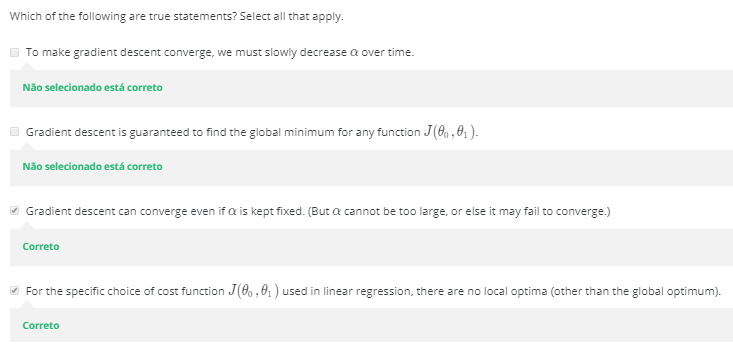 Which of the following are true statements? Select all that apply.
To make gradient descent converge, we must slowly decrease α over time.
Não selecionado está correto
Gradient descent is guaranteed to find the global minimum for any function J(θ₀, θ₁).
Não selecionado está correto
Gradient descent can converge even if α is kept fixed. (But α cannot be too large, or else it may fail to converge.)
Correto
For the specific choice of cost function J(θ₀, θ₁) used in linear regression, there are no local optima (other than the global optimum).
Correto